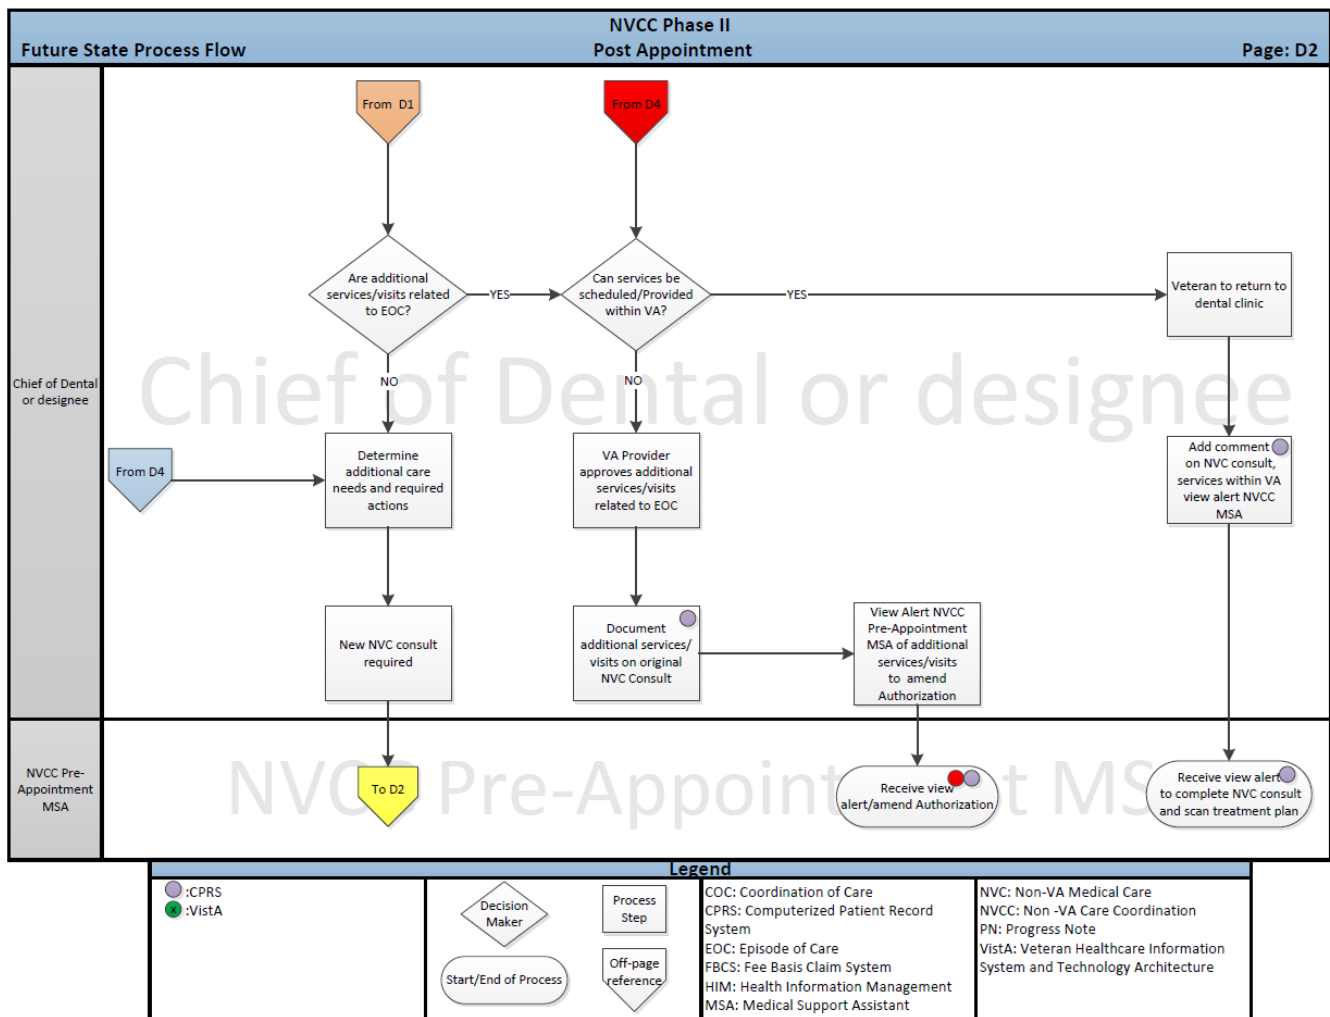 NVCC Phase II
Future State Process Flow Post Appointment Page: D2
From D1
From D4
Are additional
services/visits related
to EOC?
YES
Can services be
scheduled/Provided
within VA?
YES
Veteran to return to
dental clinic
NO
NO
Chief of Dental or designee
Chief of Dental
or designee
From D4
Determine
additional care
needs and required
actions
VA Provider
approves additional
services/visits
related to EOC
Add comment
on NVC consult,
services within VA
view alert NVCC
MSA
New NVC consult
required
Document
additional services/
visits on original
NVC Consult
View Alert NVCC
Pre-Appointment
MSA of additional
services/visits
to amend
Authorization
NVCC Pre-
Appointment
MSA
NVCC Pre-Appointment MSA
To D2
Receive view
alert/amend Authorization
Receive view alert
to complete NVC consult
and scan treatment plan
Legend
:CPRS
x :VistA
Decision
Maker
Process
Step
Start/End of Process
Off-page
reference
COC: Coordination of Care
CPRS: Computerized Patient Record
System
EOC: Episode of Care
FBCS: Fee Basis Claim System
HIM: Health Information Management
MSA: Medical Support Assistant
NVC: Non-VA Medical Care
NVCC: Non -VA Care Coordination
PN: Progress Note
VistA: Veteran Healthcare Information
System and Technology Architecture